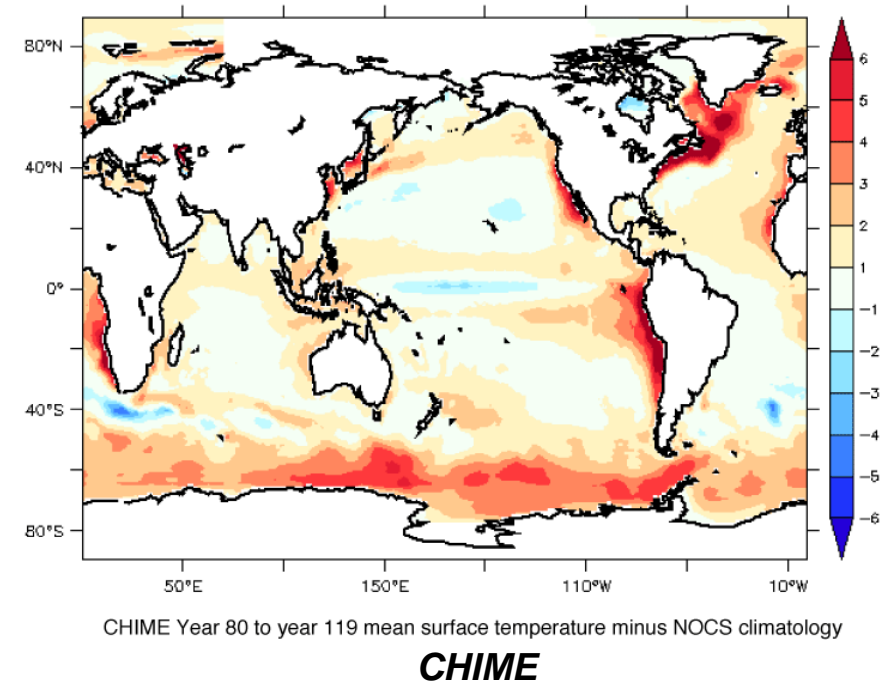 80°N
40°N
0°
40°S
80°S
50°E
150°E
110°W
10°W
6
5
4
3
2
1
−1
−2
−3
−4
−5
−6
CHIME Year 80 to year 119 mean surface temperature minus NOCS climatology
CHIME